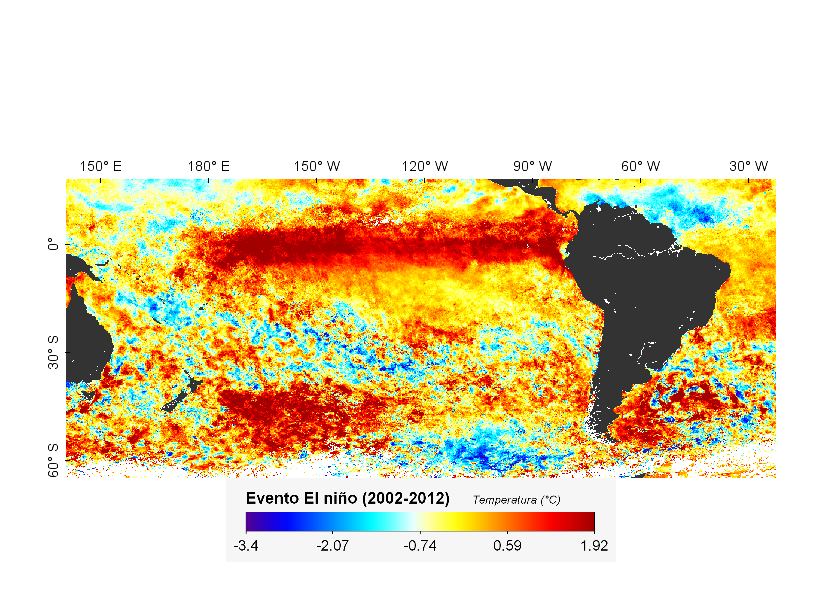 150° E 180° E 150° W 120° W 90° W 60° W 30° W
0°
30° S
60° S
Evento El niño (2002-2012) Temperatura (°C)
-3.4 -2.07 -0.74 0.59 1.92